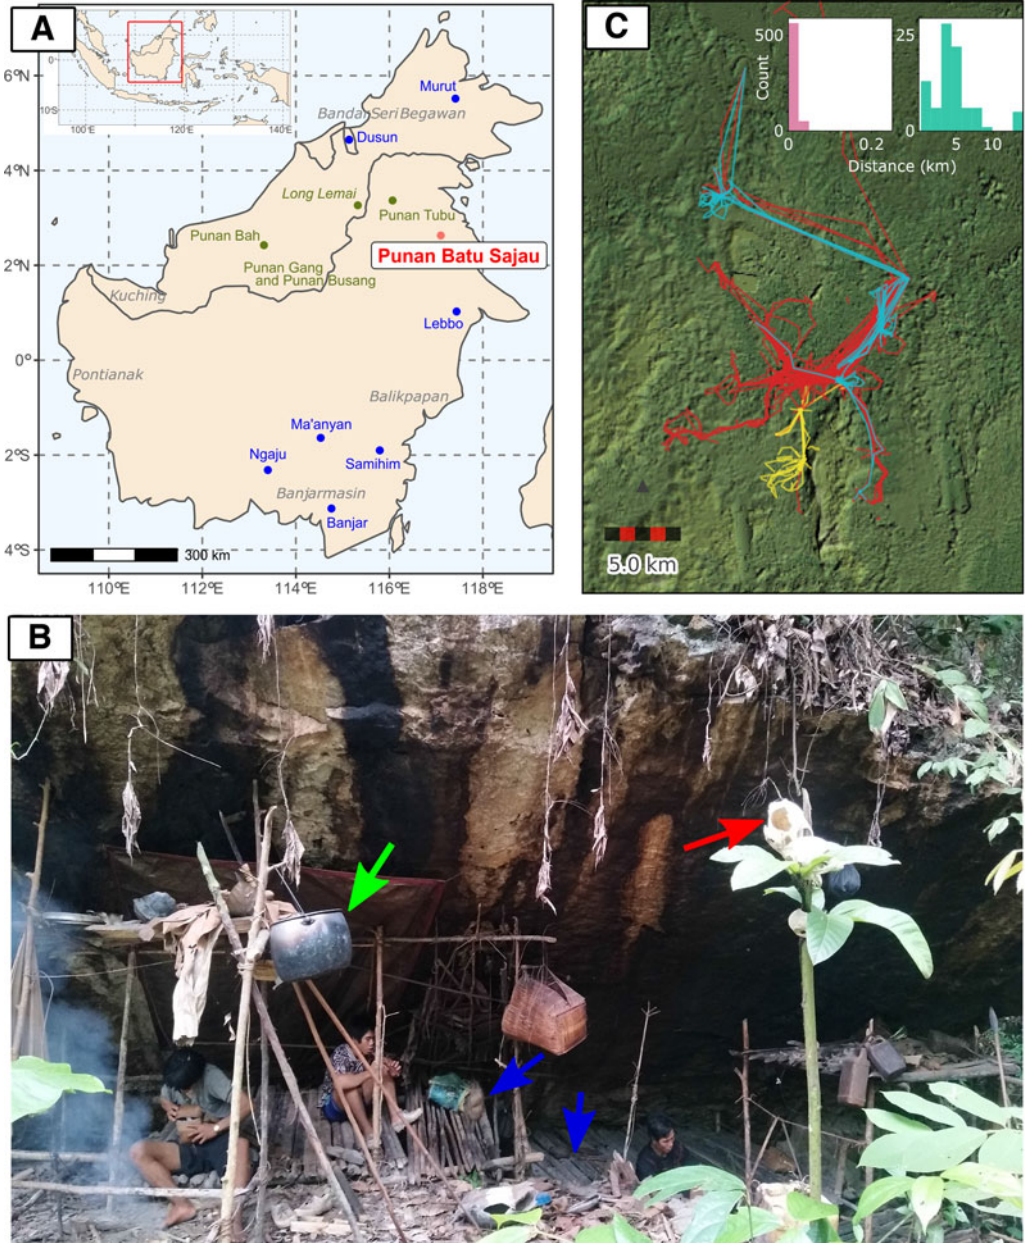 A
0
10°S
100°E
120°E
140°E
6°N
4°N
2°N
0°
2°S
4°S
110°E
112°E
114°E
116°E
118°E
Murut
Bandar Seri Begawan
Dusun
Long Lemai
Punan Tubu
Punan Bah
Punan Batu Sajau
Punan Gang
and Punan Busang
Kuching
Lebbo
Pontianak
Balikpapan
Ma'anyan
Ngaju
Samihim
Banjarmasin
Banjar
300 km
C
500
Count
0
0 0.2
25
0
5 10
Distance (km)
5.0 km
B